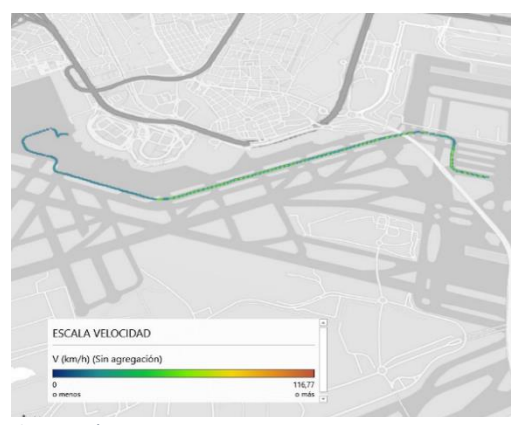 ESCALA VELOCIDAD
V (km/h) (Sin agregación)
0 116,77
o menos o más